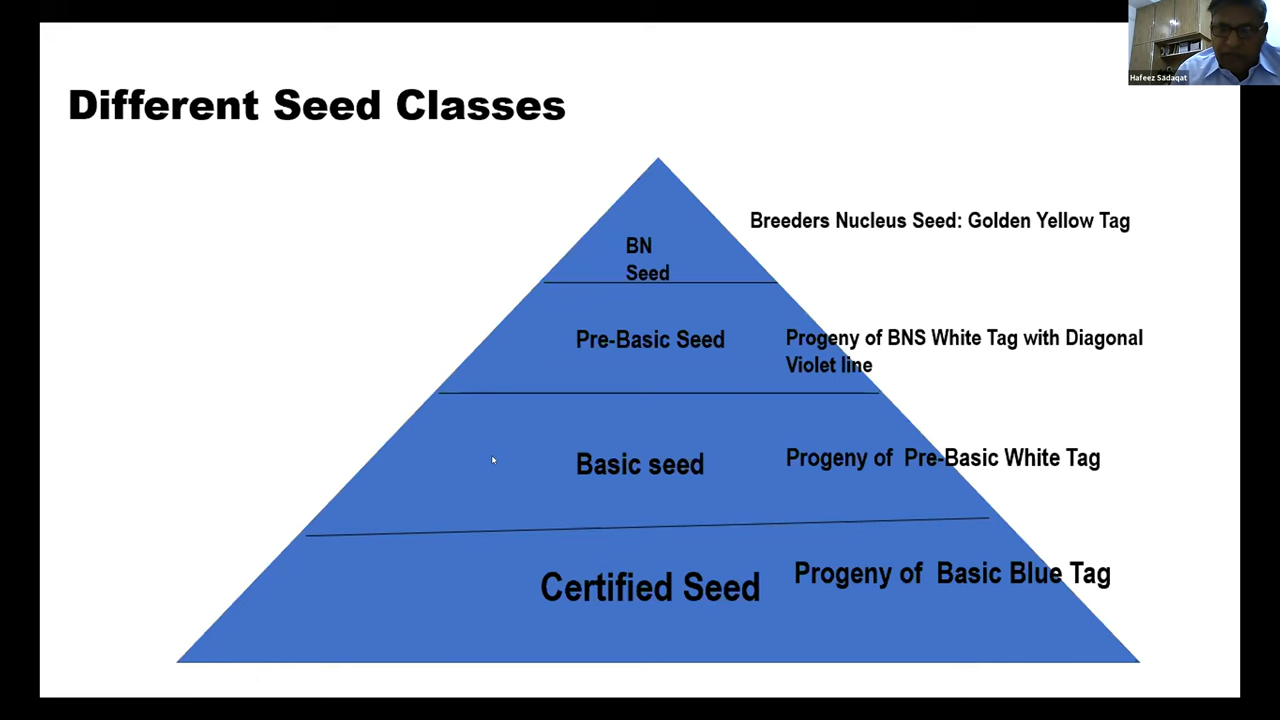 Hafeez Sadaqat
Different Seed Classes
Breeders Nucleus Seed: Golden Yellow Tag
BN
Seed
Pre-Basic Seed
Progeny of BNS White Tag with Diagonal
Violet line
Basic seed
Progeny of Pre-Basic White Tag
Certified Seed
Progeny of Basic Blue Tag